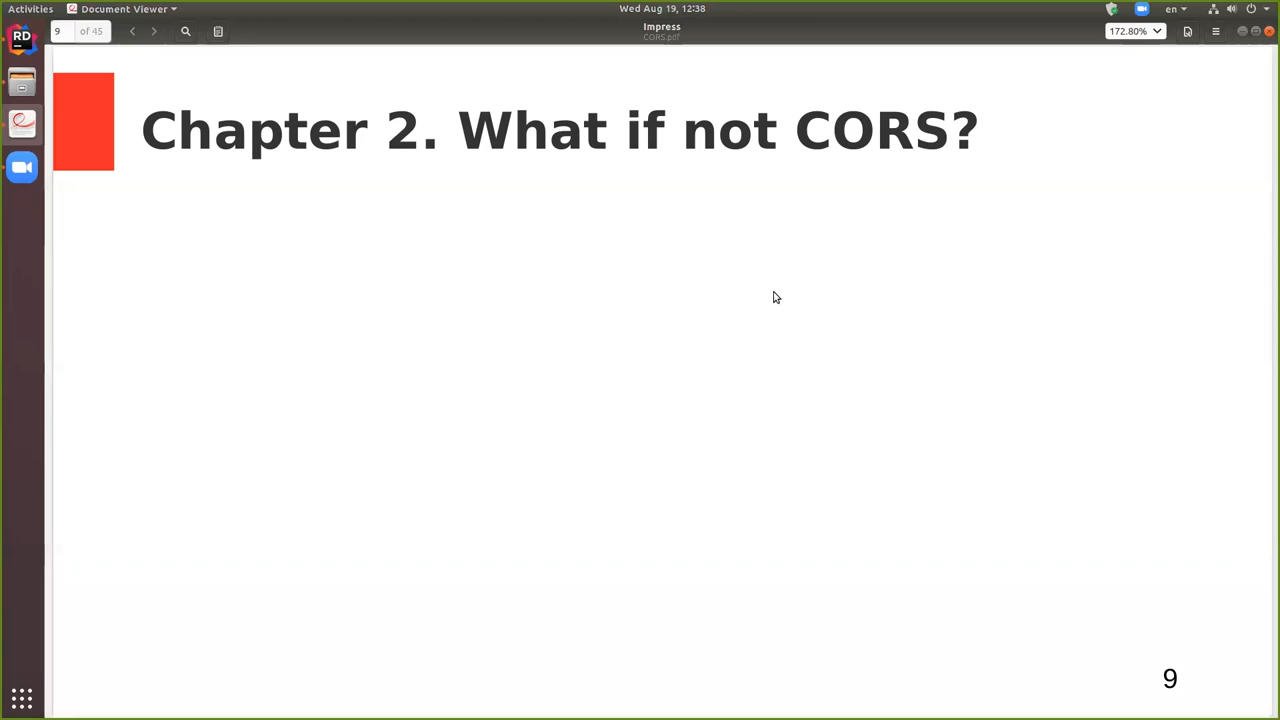 Activities
Document Viewer
Wed Aug 19, 12:38
en
9
of 45
Impress
CORS.pdf
172.80%
RD
Chapter 2. What if not CORS?
9